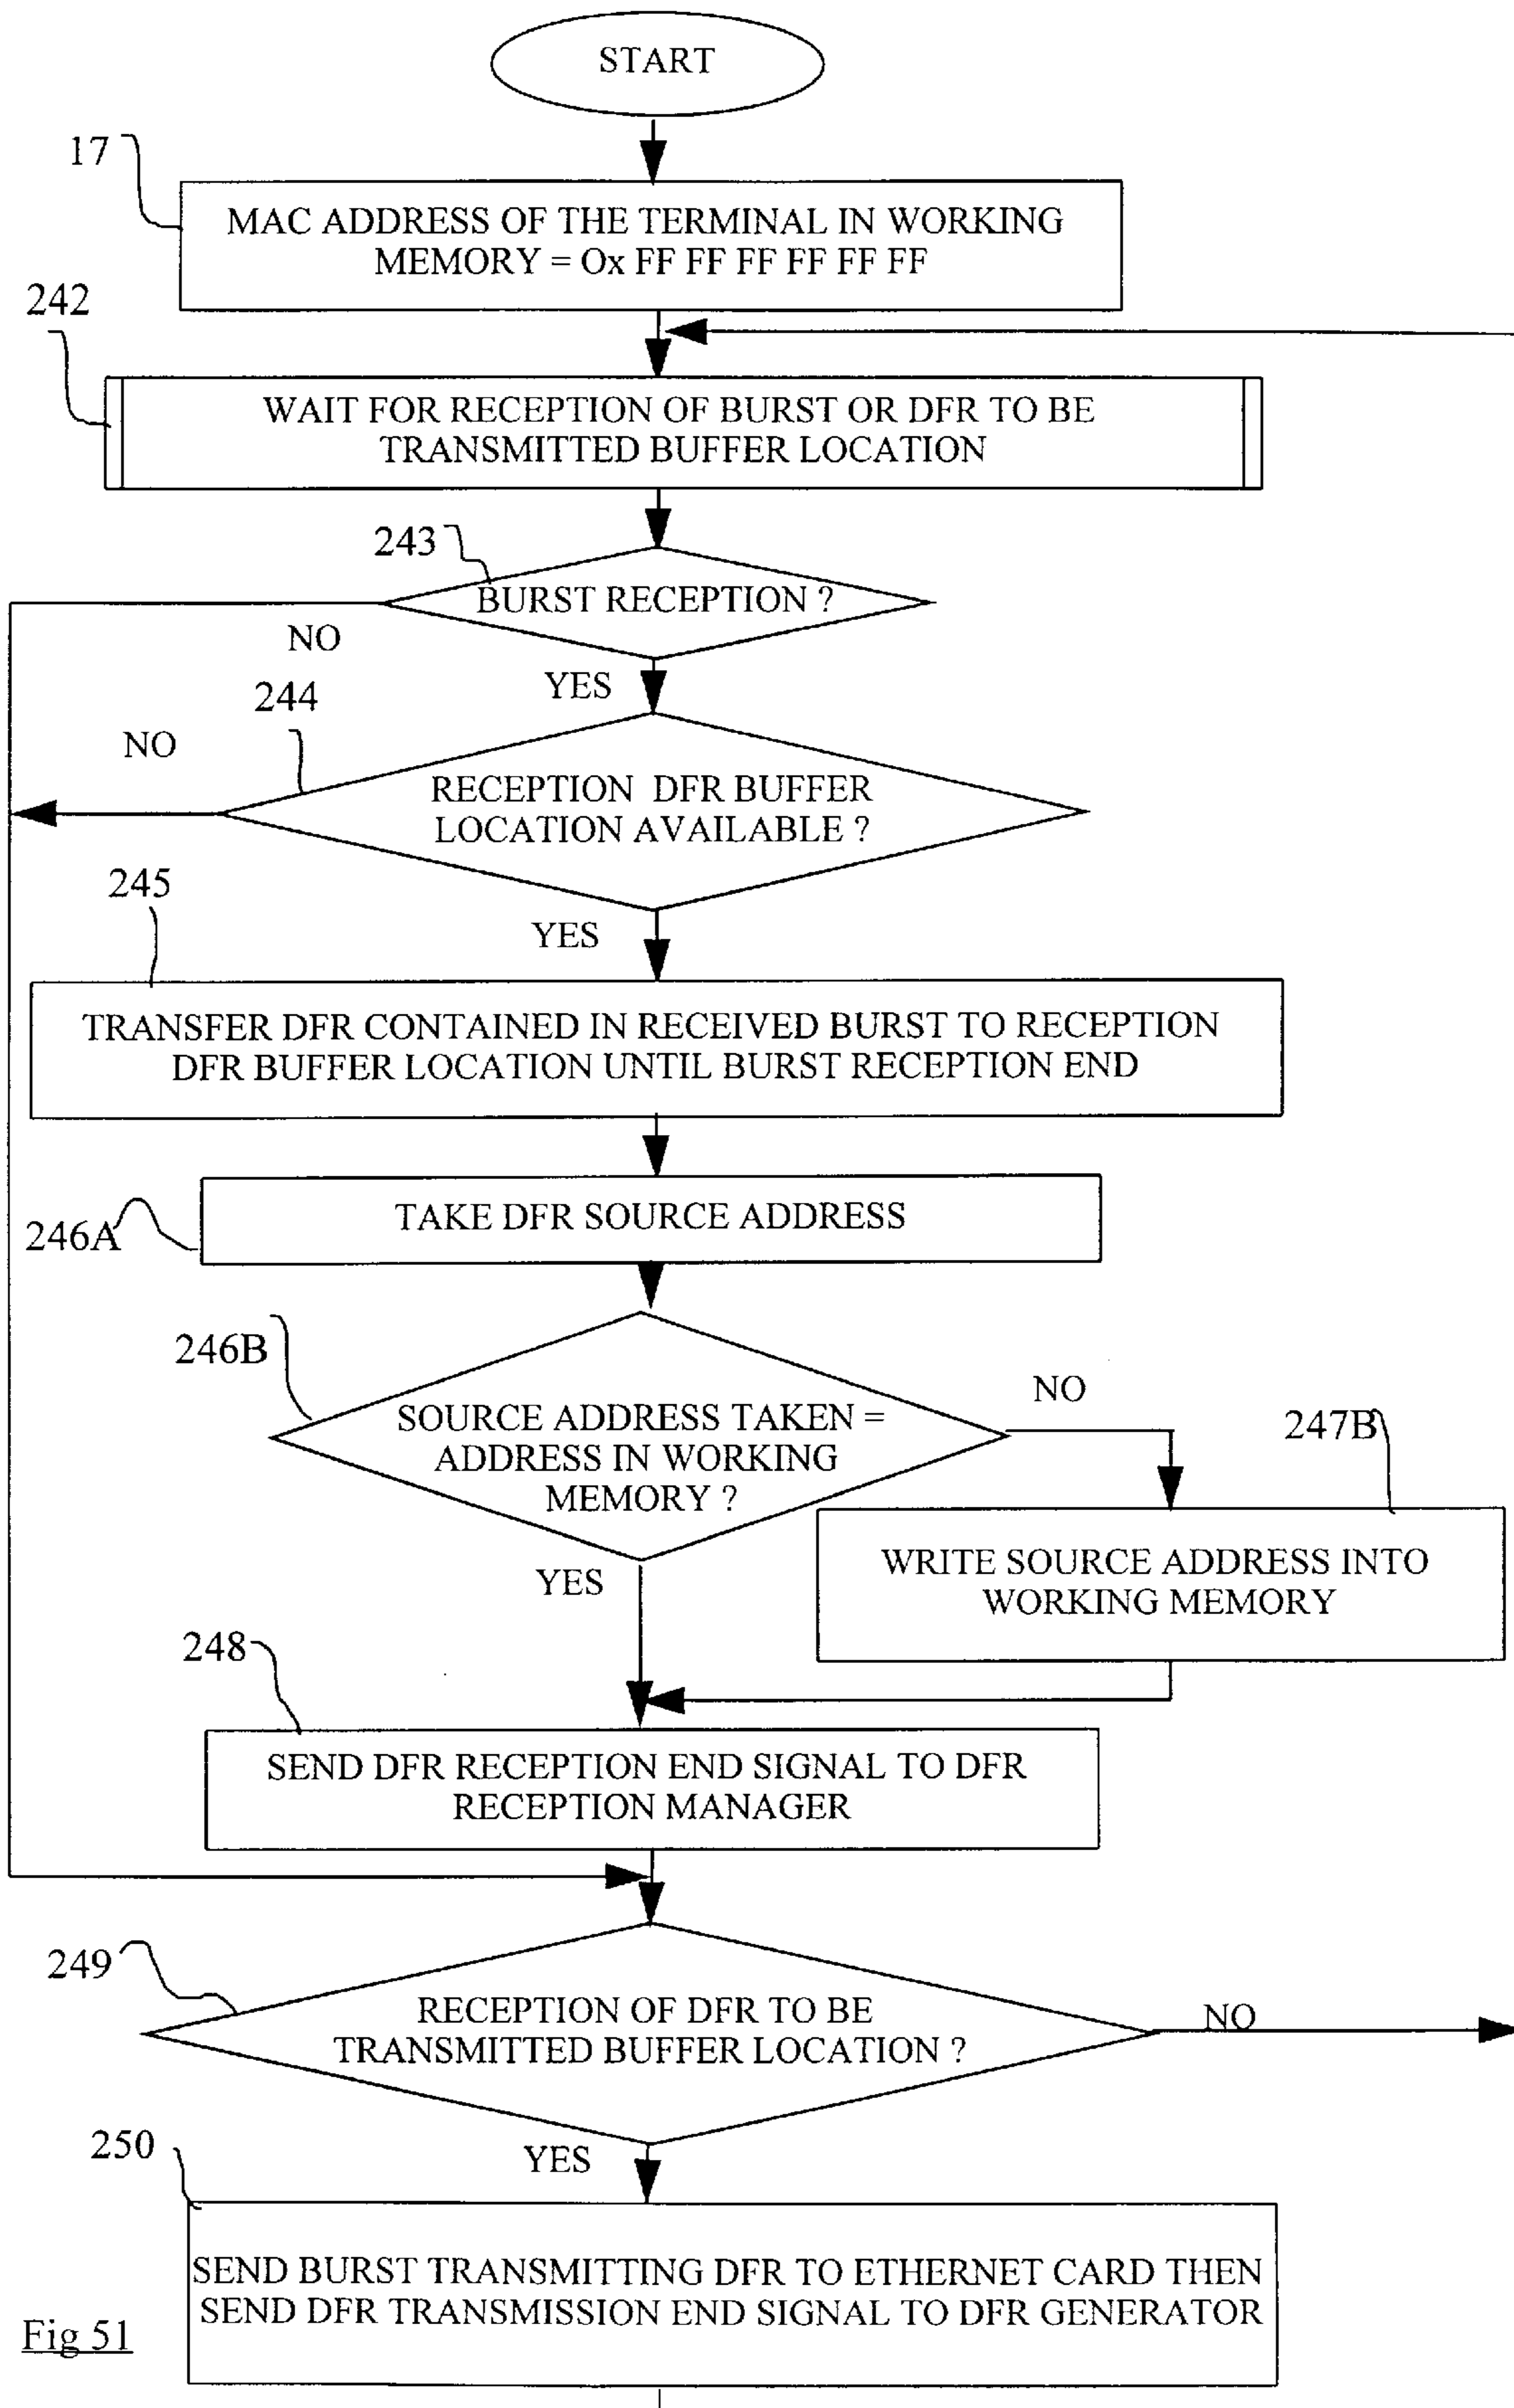 START
17
MAC ADDRESS OF THE TERMINAL IN WORKING
MEMORY = Ox FF FF FF FF FF FF
242
WAIT FOR RECEPTION OF BURST OR DFR TO BE
TRANSMITTED BUFFER LOCATION
243
BURST RECEPTION ?
NO
YES
244
NO
RECEPTION DFR BUFFER
LOCATION AVAILABLE ?
245
YES
TRANSFER DFR CONTAINED IN RECEIVED BURST TO RECEPTION
DFR BUFFER LOCATION UNTIL BURST RECEPTION END
TAKE DFR SOURCE ADDRESS
246A
246B
NO
SOURCE ADDRESS TAKEN =
ADDRESS IN WORKING
MEMORY ?
247B
YES
WRITE SOURCE ADDRESS INTO
WORKING MEMORY
248
SEND DFR RECEPTION END SIGNAL TO DFR
RECEPTION MANAGER
249
RECEPTION OF DFR TO BE
TRANSMITTED BUFFER LOCATION ?
NO
250
YES
SEND BURST TRANSMITTING DFR TO ETHERNET CARD THEN
SEND DFR TRANSMISSION END SIGNAL TO DFR GENERATOR
Fig 51